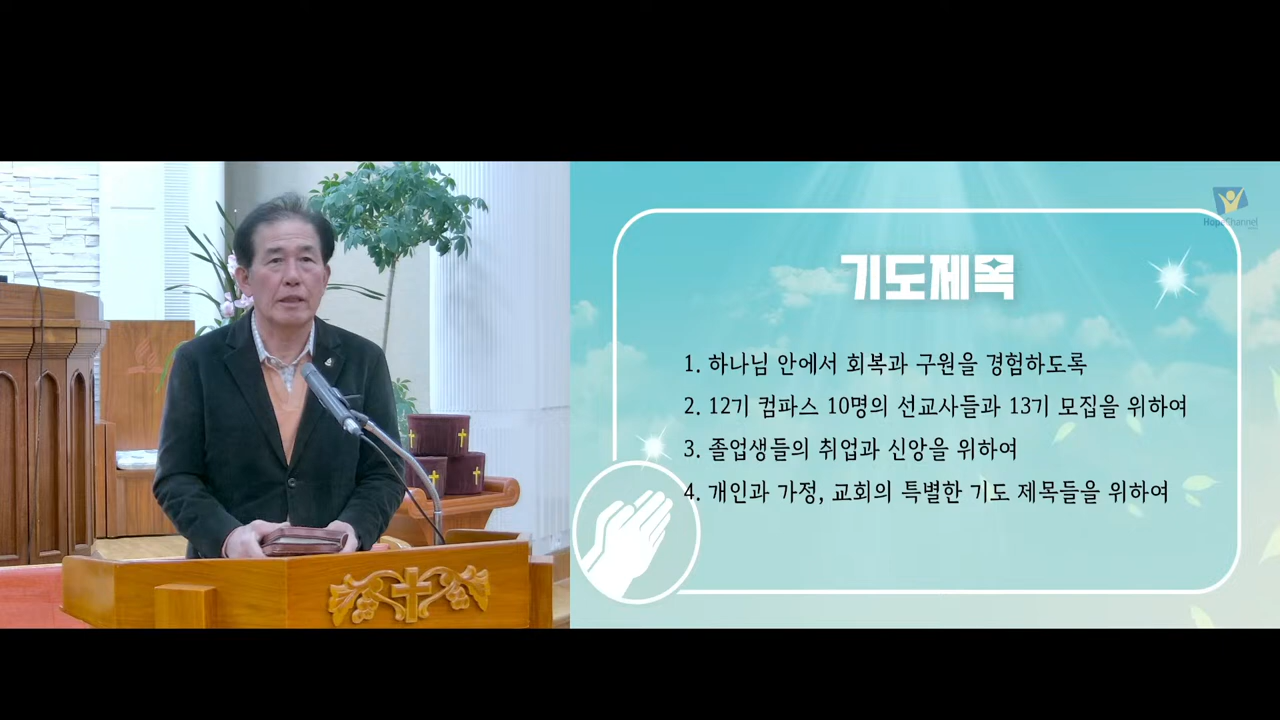 HopeChannel
기도제목
1. 하나님 안에서 회복과 구원을 경험하도록
2. 12기 컴파스 10명의 선교사들과 13기 모집을 위하여
3. 졸업생들의 취업과 신앙을 위하여
4. 개인과 가정, 교회의 특별한 기도 제목들을 위하여